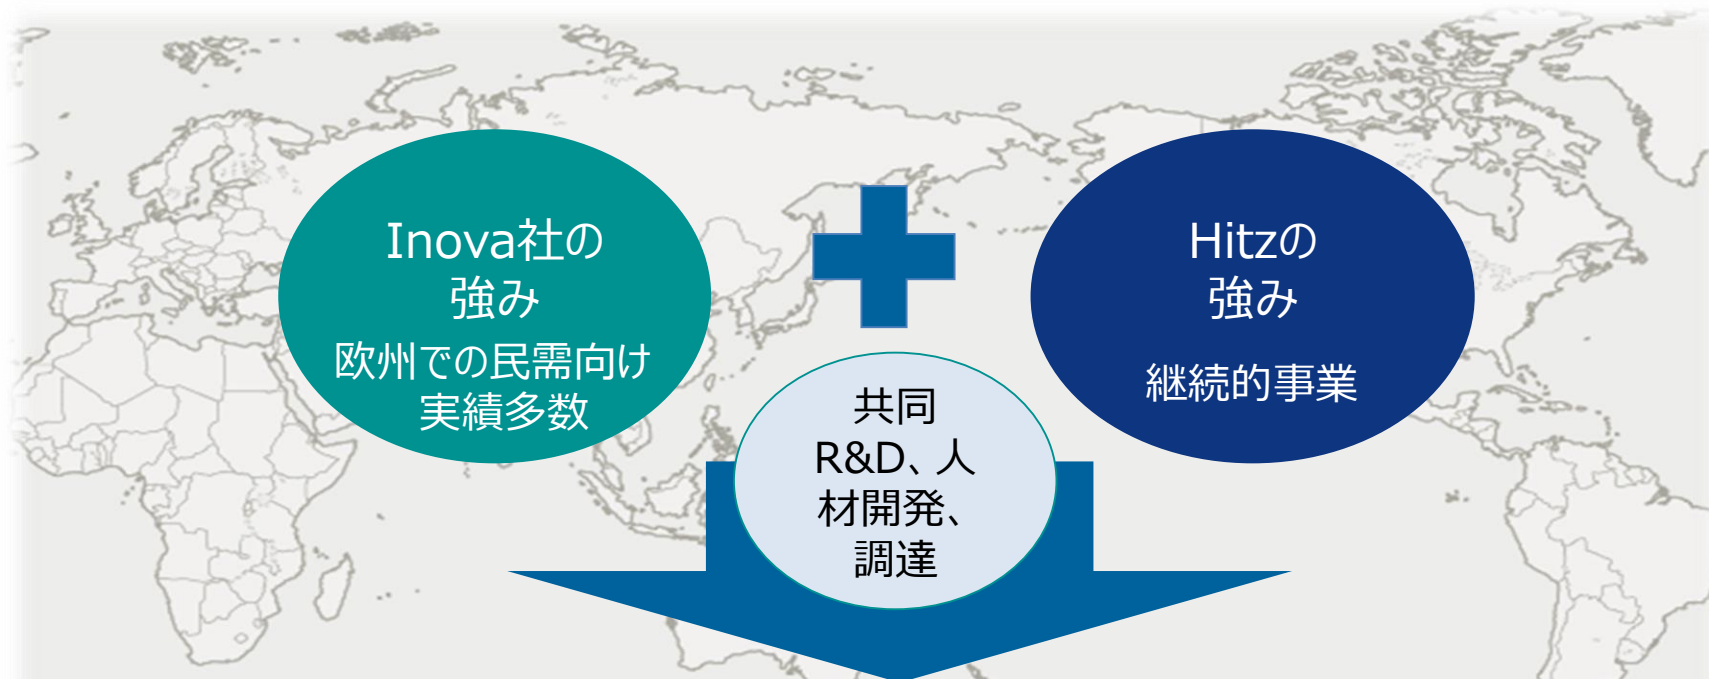 Inova社の
強み
欧州での民需向け
実績多数
Hitzの
強み
継続的事業
共同
R&D、人
材開発、
調達